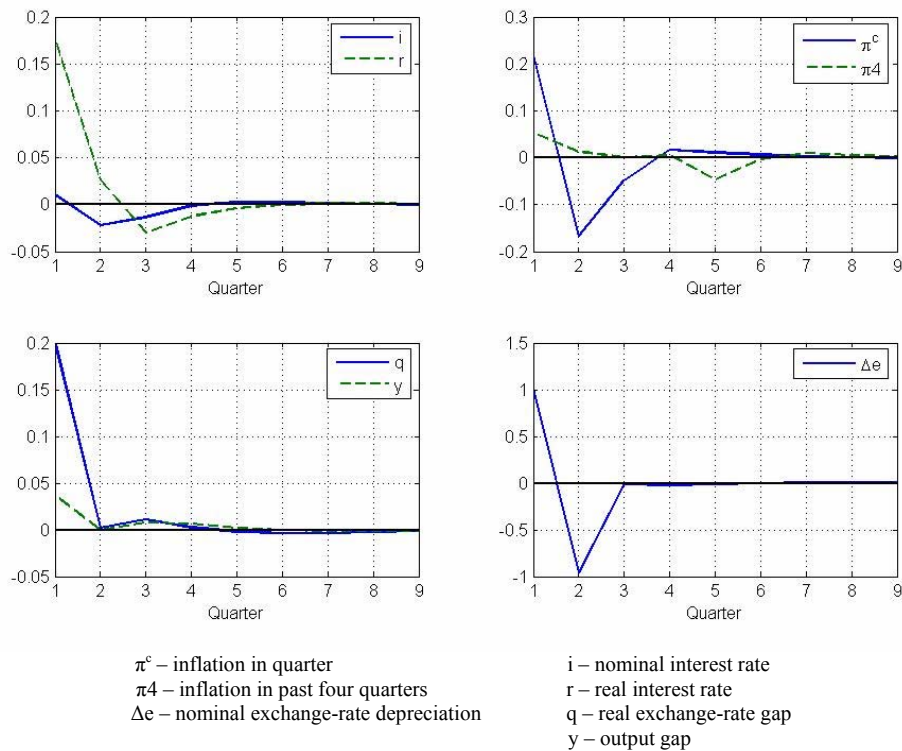 0.2
0.15
0.1
0.05
0
-0.05
1 2 3 4 5 6 7 8 9
Quarter
i
r
0.3
0.2
0.1
0
-0.1
-0.2
1 2 3 4 5 6 7 8 9
Quarter
π^c
π4
0.2
0.15
0.1
0.05
0
-0.05
1 2 3 4 5 6 7 8 9
Quarter
q
y
1.5
1
0.5
0
-0.5
-1
1 2 3 4 5 6 7 8 9
Quarter
Δe
πᶜ – inflation in quarter
π4 – inflation in past four quarters
Δe – nominal exchange-rate depreciation
i – nominal interest rate
r – real interest rate
q – real exchange-rate gap
y – output gap